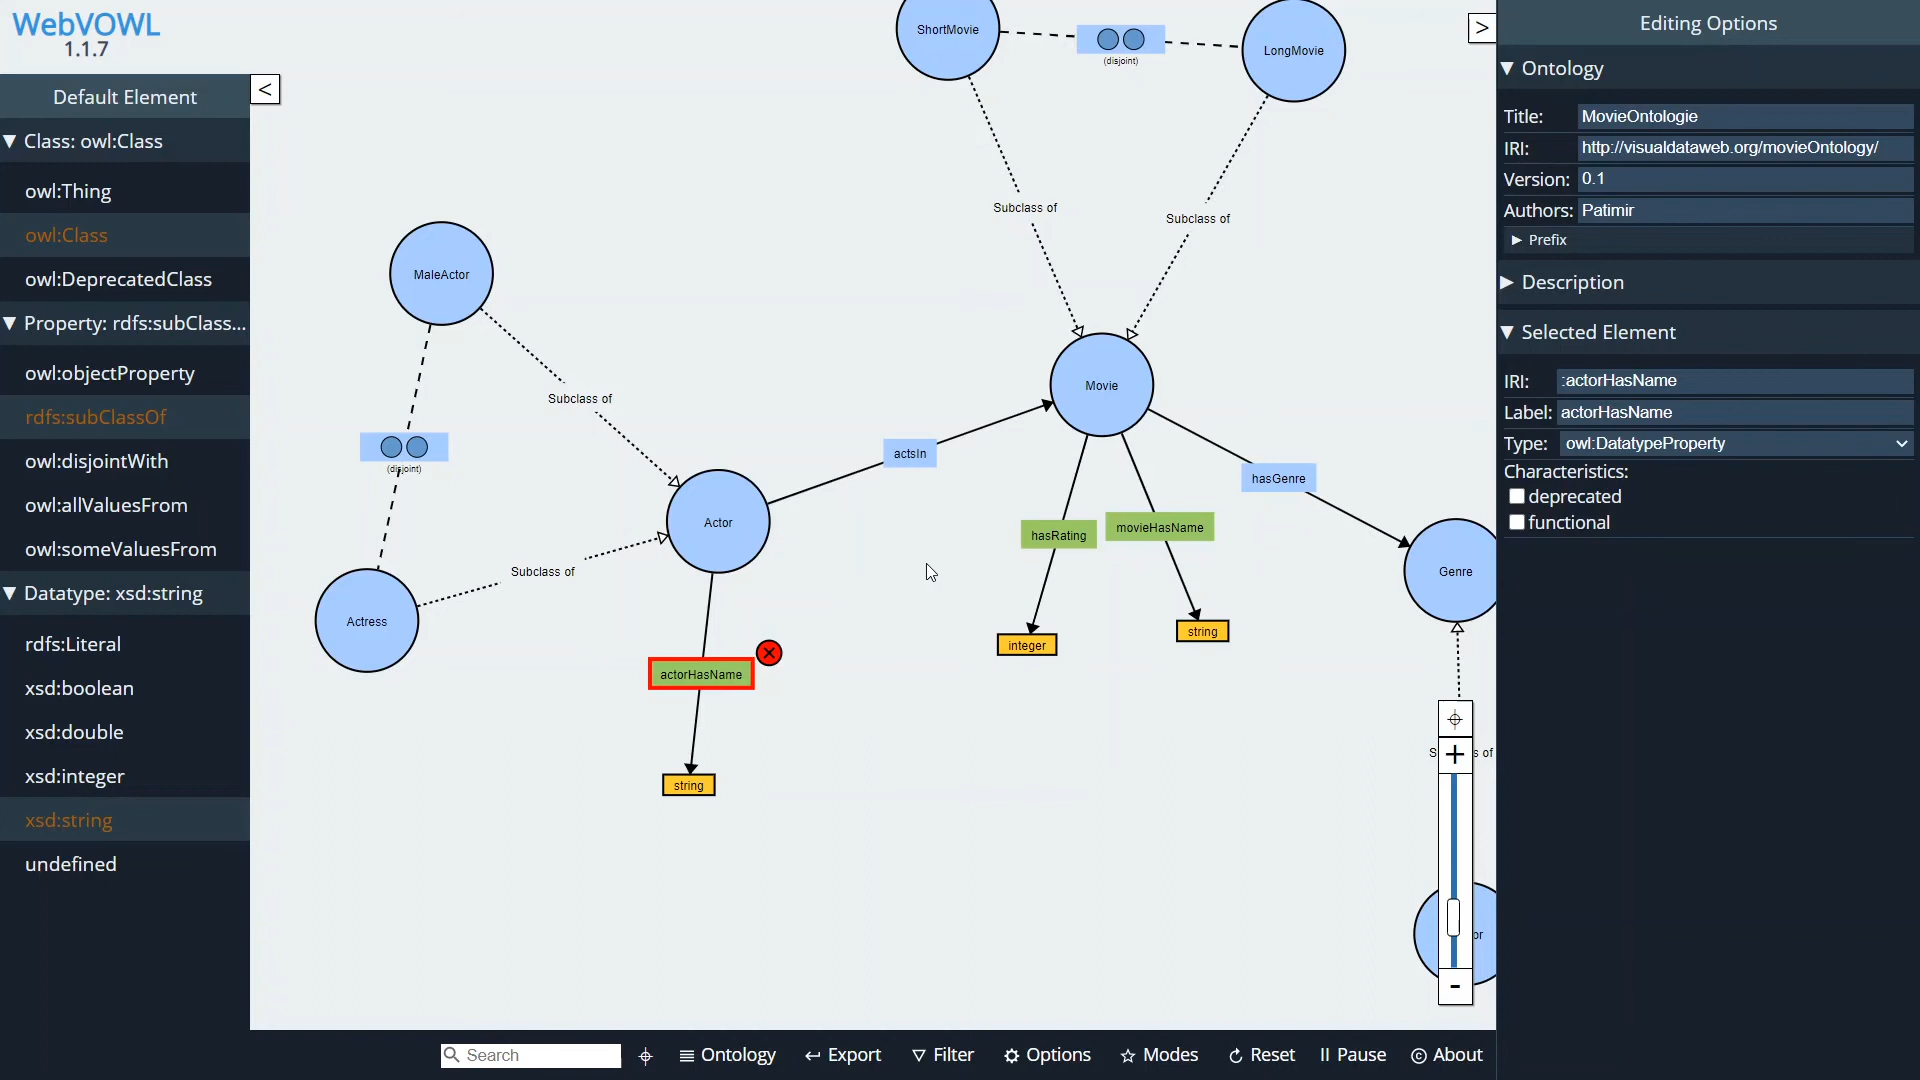 WebVOWL
1.1.7
Default Element
Class: owl:Class
owl:Thing
owl:Class
owl:DeprecatedClass
Property: rdfs:subClass...
owl:objectProperty
rdfs:subClassOf
owl:disjointWith
owl:allValuesFrom
owl:someValuesFrom
Datatype: xsd:string
rdfs:Literal
xsd:boolean
xsd:double
xsd:integer
xsd:string
undefined
<
ShortMovie
(disjoint)
LongMovie
Subclass of
Subclass of
MaleActor
Subclass of
(disjoint)
Movie
actsIn
hasGenre
Actor
hasRating
movieHasName
Subclass of
Genre
Actress
integer
string
actorHasName
string
+
-
>
Editing Options
Ontology
Title: MovieOntologie
IRI: http://visualdataweb.org/movieOntology/
Version: 0.1
Authors: Patimir
Prefix
Description
Selected Element
IRI: :actorHasName
Label: actorHasName
Type: owl:DatatypeProperty
Characteristics:
deprecated
functional
Search
Ontology
Export
Filter
Options
Modes
Reset
Pause
About